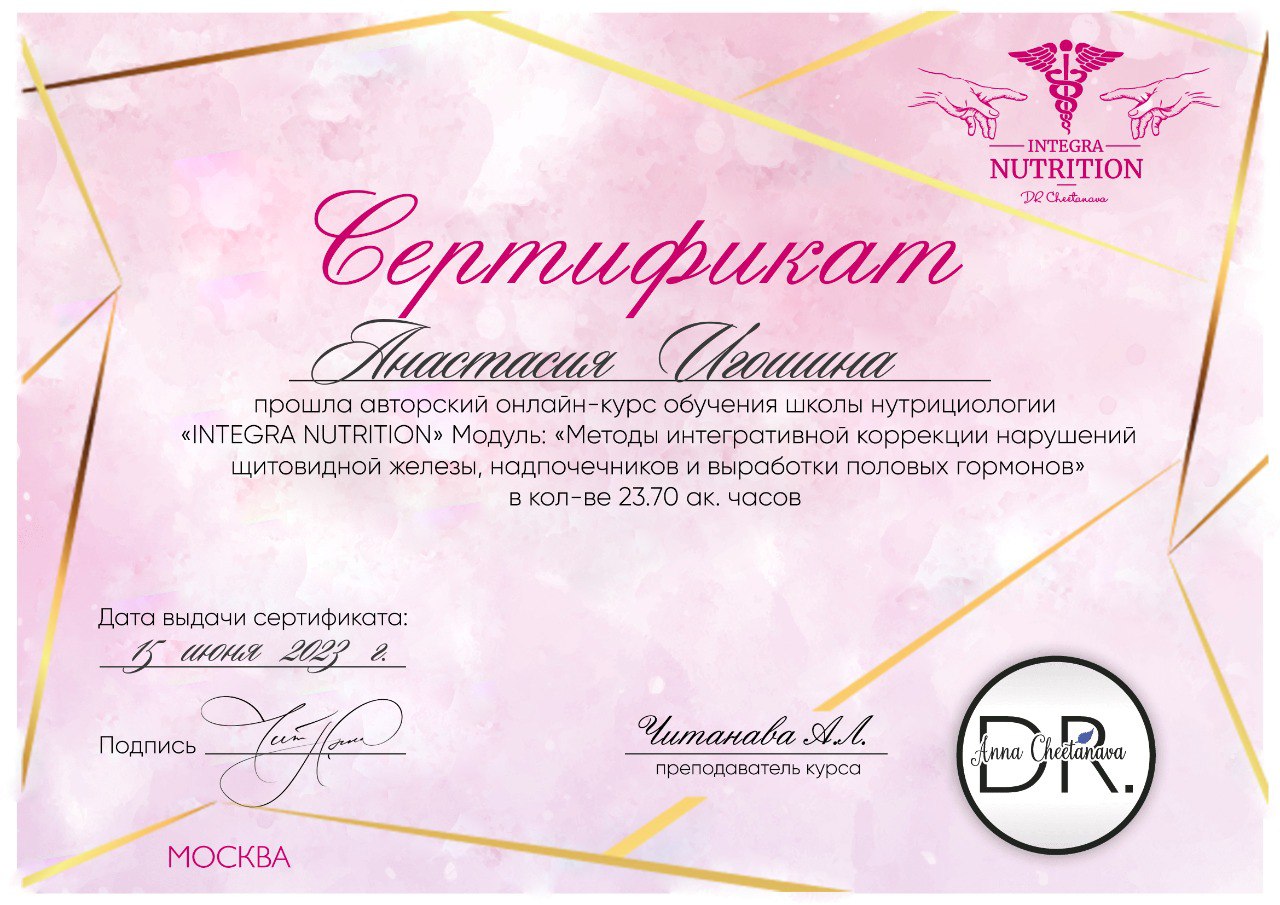 INTEGRA
NUTRITION
DR Cheetanava
Сертификат
Анастасия Игошина
прошла авторский онлайн-курс обучения школы нутрициологии
«INTEGRA NUTRITION» Модуль: «Методы интегративной коррекции нарушений
щитовидной железы, надпочечников и выработки половых гормонов»
в кол-ве 23.70 ак. часов
Дата выдачи сертификата:
15 июня 2023 г.
Подпись
Читанава А.Л.
преподаватель курса
DR.
Anna Cheetanava
МОСКВА